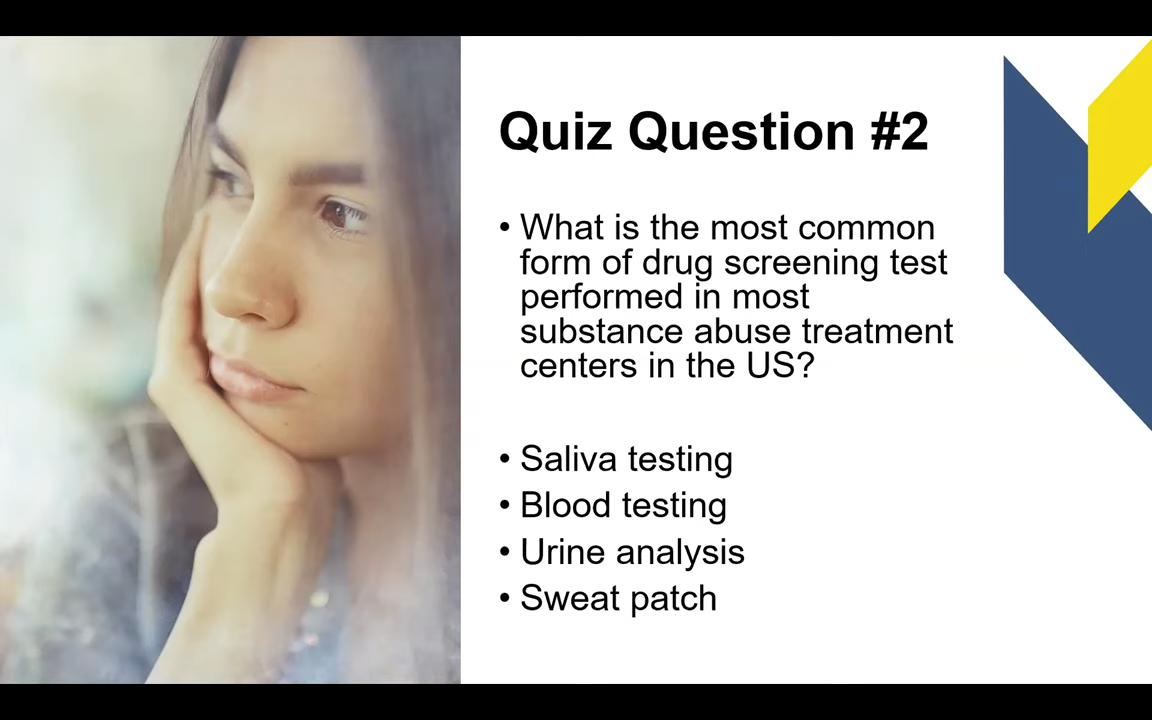 Quiz Question #2
• What is the most common
form of drug screening test
performed in most
substance abuse treatment
centers in the US?
• Saliva testing
• Blood testing
• Urine analysis
• Sweat patch